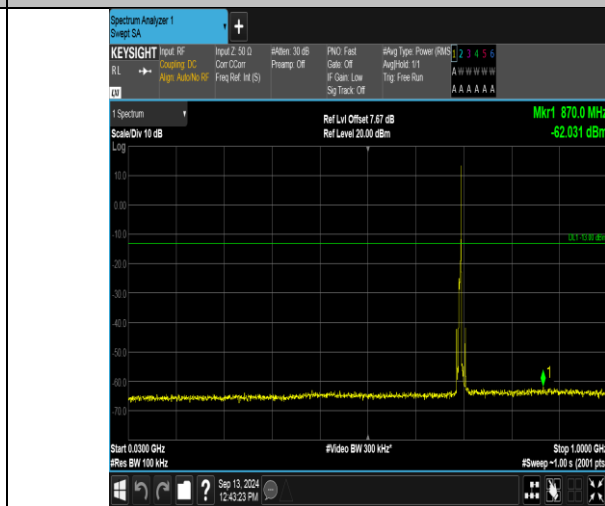 Spectrum Analyzer 1
Swept SA
+
KEYSIGHT Input: RF Input Z: 50 Ω #Atten: 30 dB PNO: Fast #Avg Type: Power (RMS 1 2 3 4 5 6
RL Coupling: DC Corr CCorr Preamp: Off Gate: Off Avg|Hold: 1/1 A W W W W W
Align: Auto/No RF Freq Ref: Int (S) IF Gain: Low Trig: Free Run
LXI Sig Track: Off A A A A A A
1 Spectrum Ref Lvl Offset 7.67 dB Mkr1 870.0 MHz
Scale/Div 10 dB Ref Level 20.00 dBm -62.031 dBm
Log
10.0
0.00
-10.0
DL1 -13.00 dBm
-20.0
-30.0
-40.0
-50.0
1
-60.0
-70.0
Start 0.0300 GHz #Video BW 300 kHz* Stop 1.0000 GHz
#Res BW 100 kHz #Sweep ~1.00 s (2001 pts
? Sep 13, 2024
12:43:23 PM